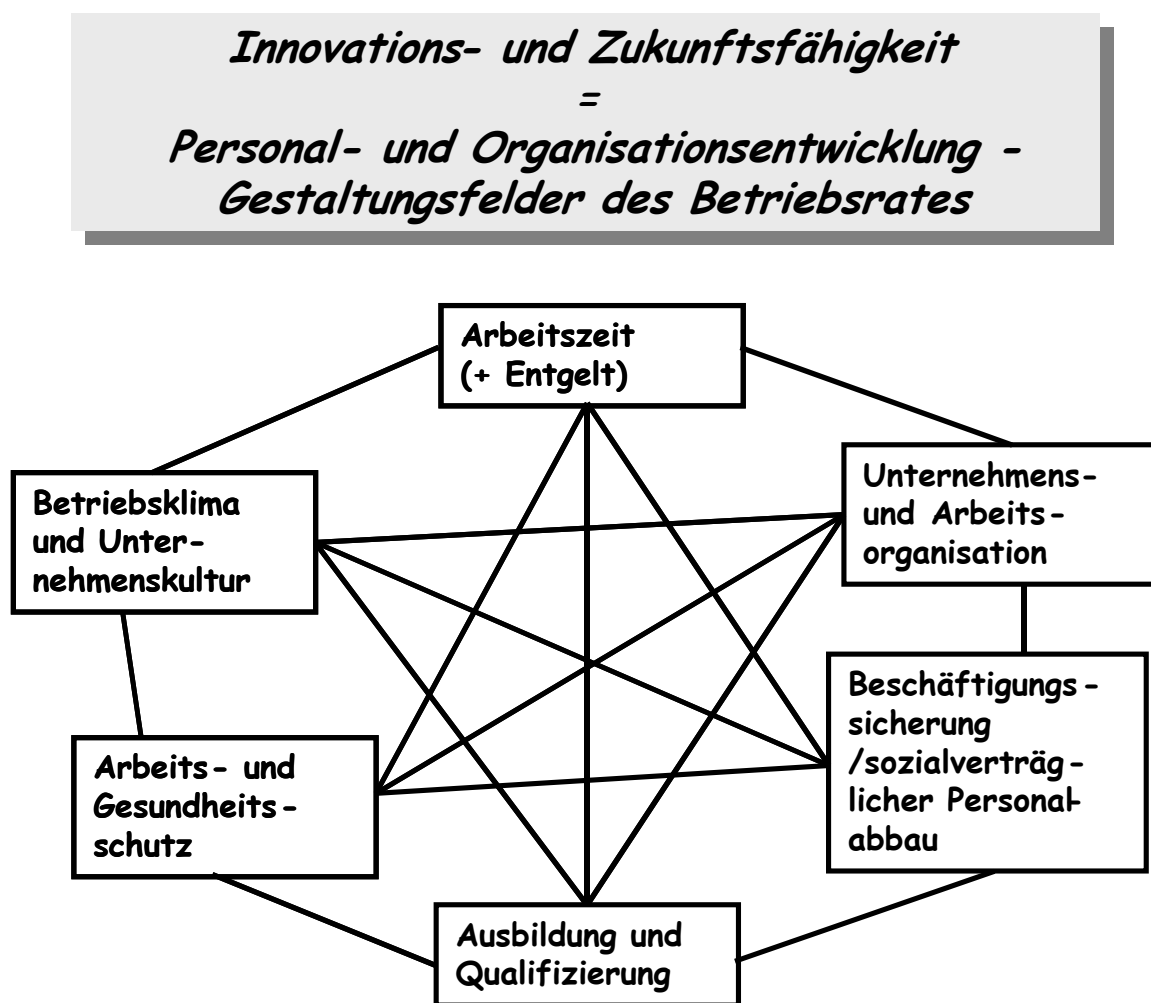 Innovations- und Zukunftsfähigkeit
=
Personal- und Organisationsentwicklung -
Gestaltungsfelder des Betriebsrates
Arbeitszeit
(+ Entgelt)
Betriebsklima
und Unter-
nehmenskultur
Unternehmens-
und Arbeits-
organisation
Arbeits- und
Gesundheits-
schutz
Beschäftigungs-
sicherung
/sozialverträg-
licher Personal-
abbau
Ausbildung und
Qualifizierung